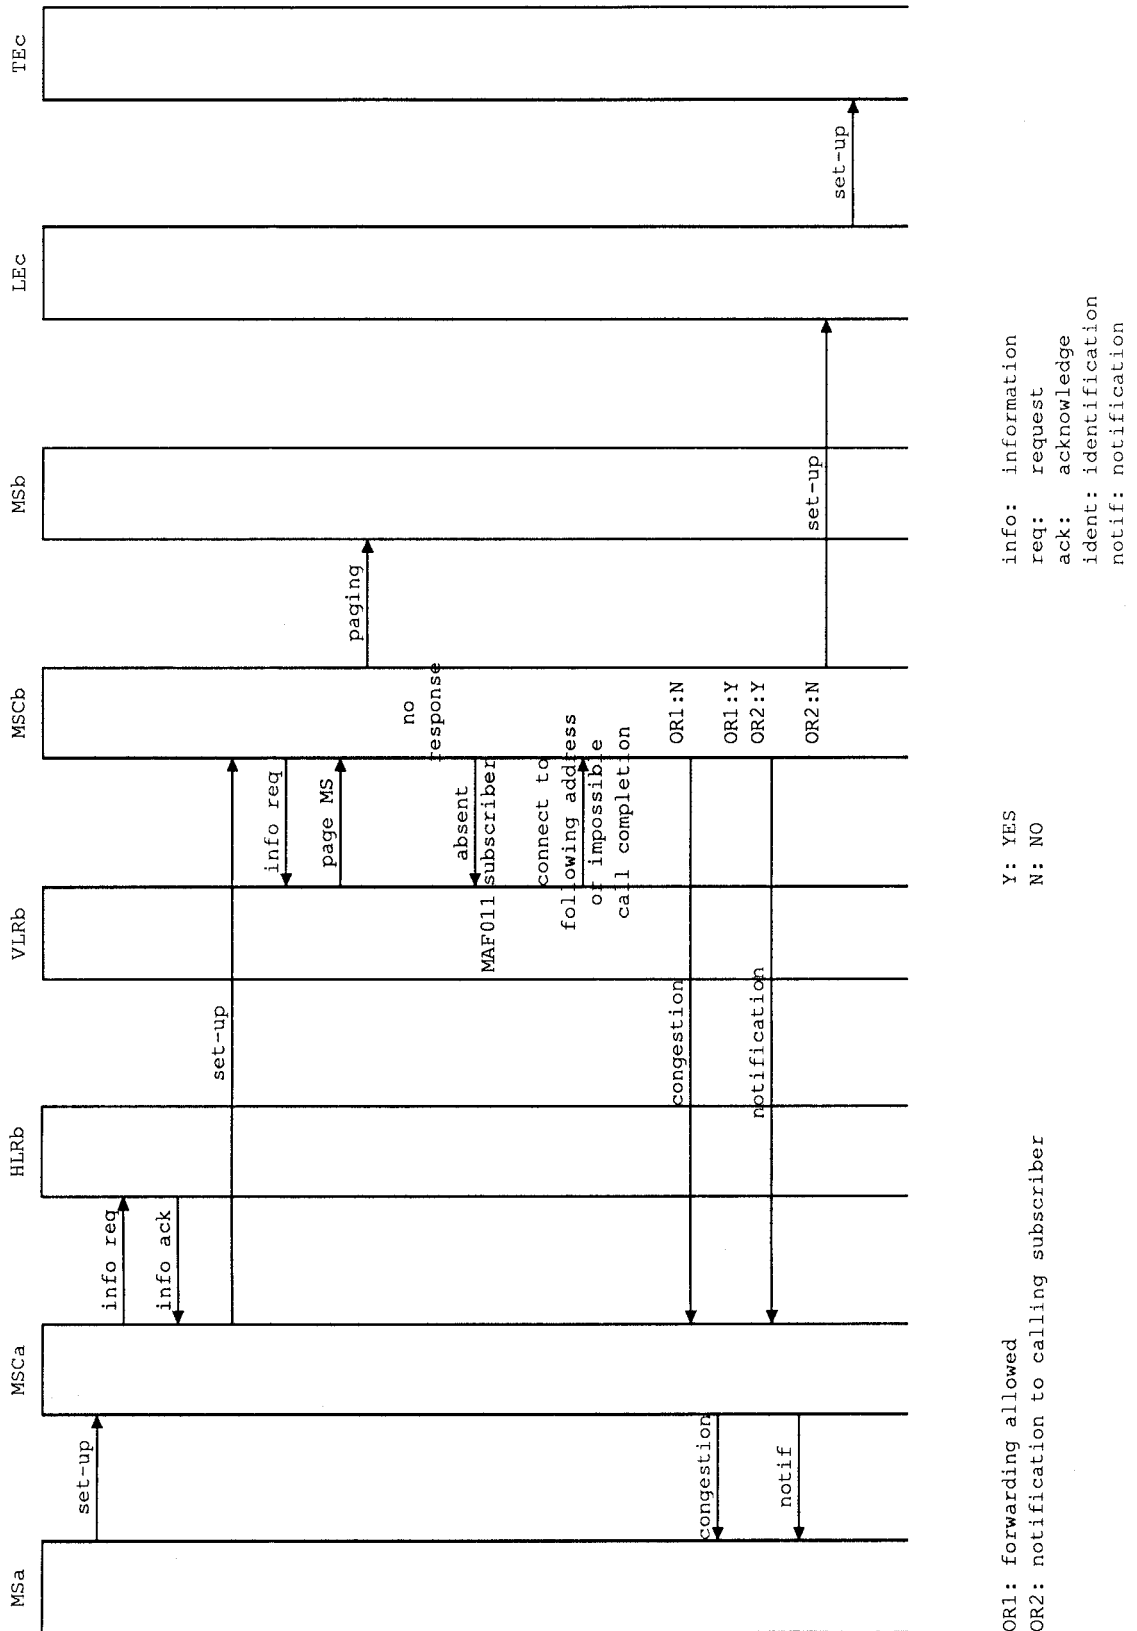 MSa MSCa HLRb VLRb MSCb MSb LEc TEc
set-up
info req
info ack
set-up
info req
page MS
paging
no
response
absent
subscriber
MAF011
connect to
following address
or impossible
call completion
OR1:N
congestion
congestion
OR1:Y
OR2:Y
notification
notif
OR2:N
set-up
set-up
OR1: forwarding allowed
OR2: notification to calling subscriber
Y: YES
N: NO
info: information
req: request
ack: acknowledge
ident: identification
notif: notification